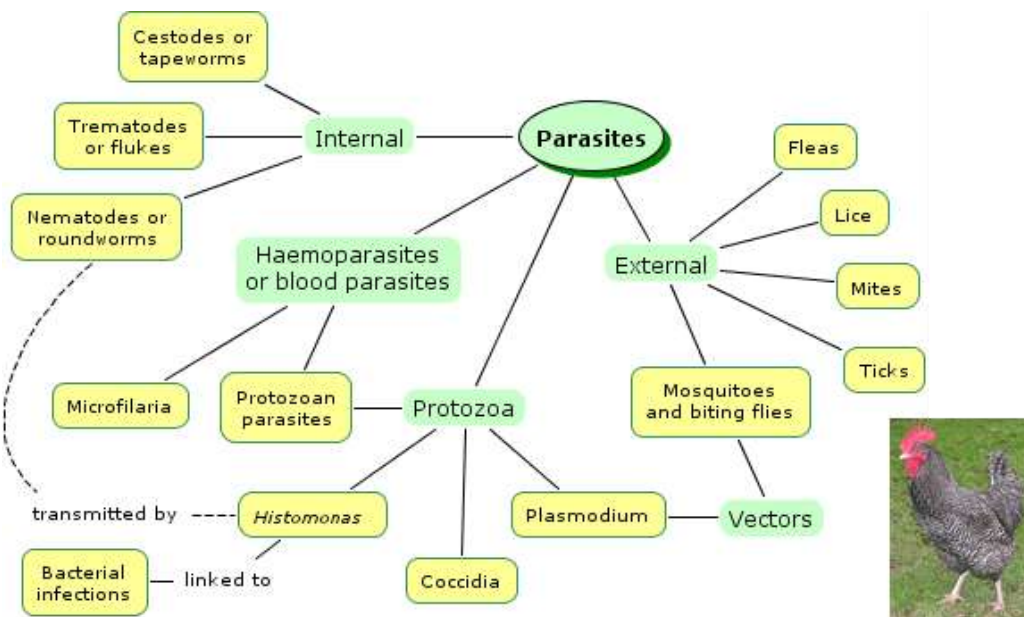 Cestodes or
tapeworms
Trematodes
or flukes
Internal
Parasites
Fleas
Nematodes or
roundworms
Lice
Haemoparasites
or blood parasites
External
Mites
Ticks
Microfilaria
Protozoan
parasites
Protozoa
Mosquitoes
and biting flies
transmitted by
Histomonas
Plasmodium
Vectors
Bacterial
infections
linked to
Coccidia